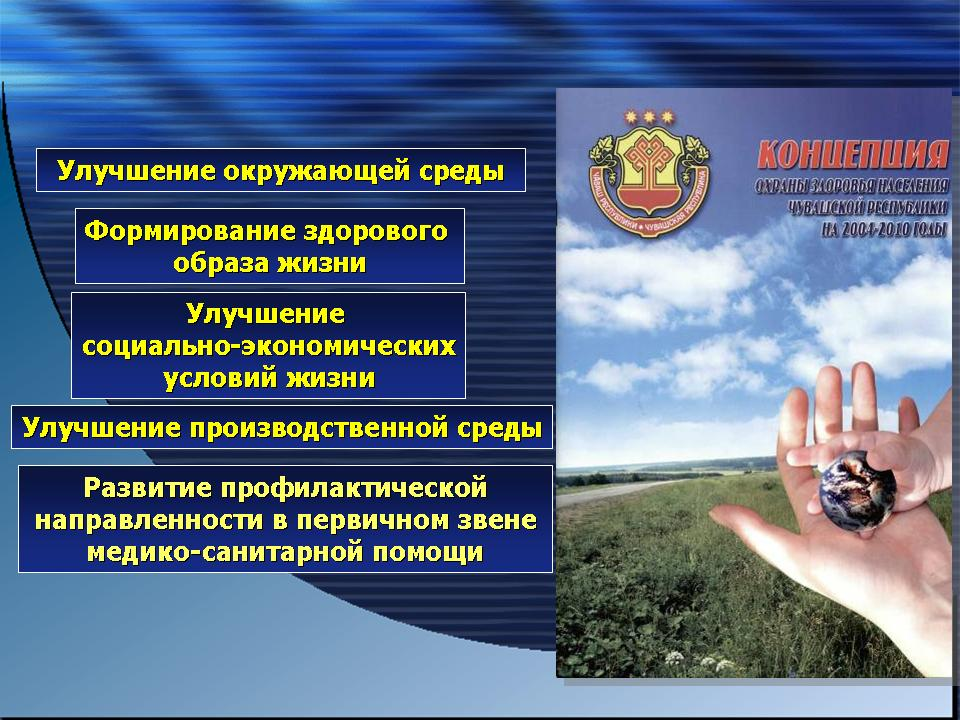 Улучшение окружающей среды
Формирование здорового
образа жизни
Улучшение
социально-экономических
условий жизни
Улучшение производственной среды
Развитие профилактической
направленности в первичном звене
медико-санитарной помощи
ЧӐВАШ РЕСПУБЛИКИ ✶ ЧУВАШСКАЯ РЕСПУБЛИКА
КОНЦЕПЦИЯ
ОХРАНЫ ЗДОРОВЬЯ НАСЕЛЕНИЯ
ЧУВАШСКОЙ РЕСПУБЛИКИ
НА 2004-2010 ГОДЫ